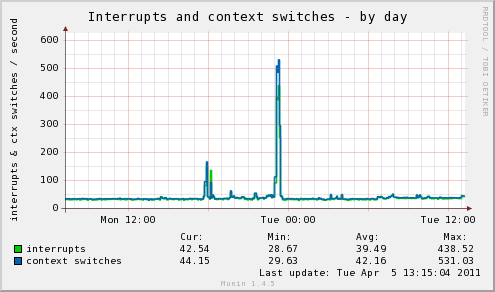 Interrupts and context switches - by day
RRDTOOL / TOBI OETIKER
interrupts & ctx switches / second
600
500
400
300
200
100
0
Mon 12:00 Tue 00:00 Tue 12:00
Cur: Min: Avg: Max:
interrupts 42.54 28.67 39.49 438.52
context switches 44.15 29.63 42.16 531.03
Last update: Tue Apr 5 13:15:04 2011
Munin 1.4.5